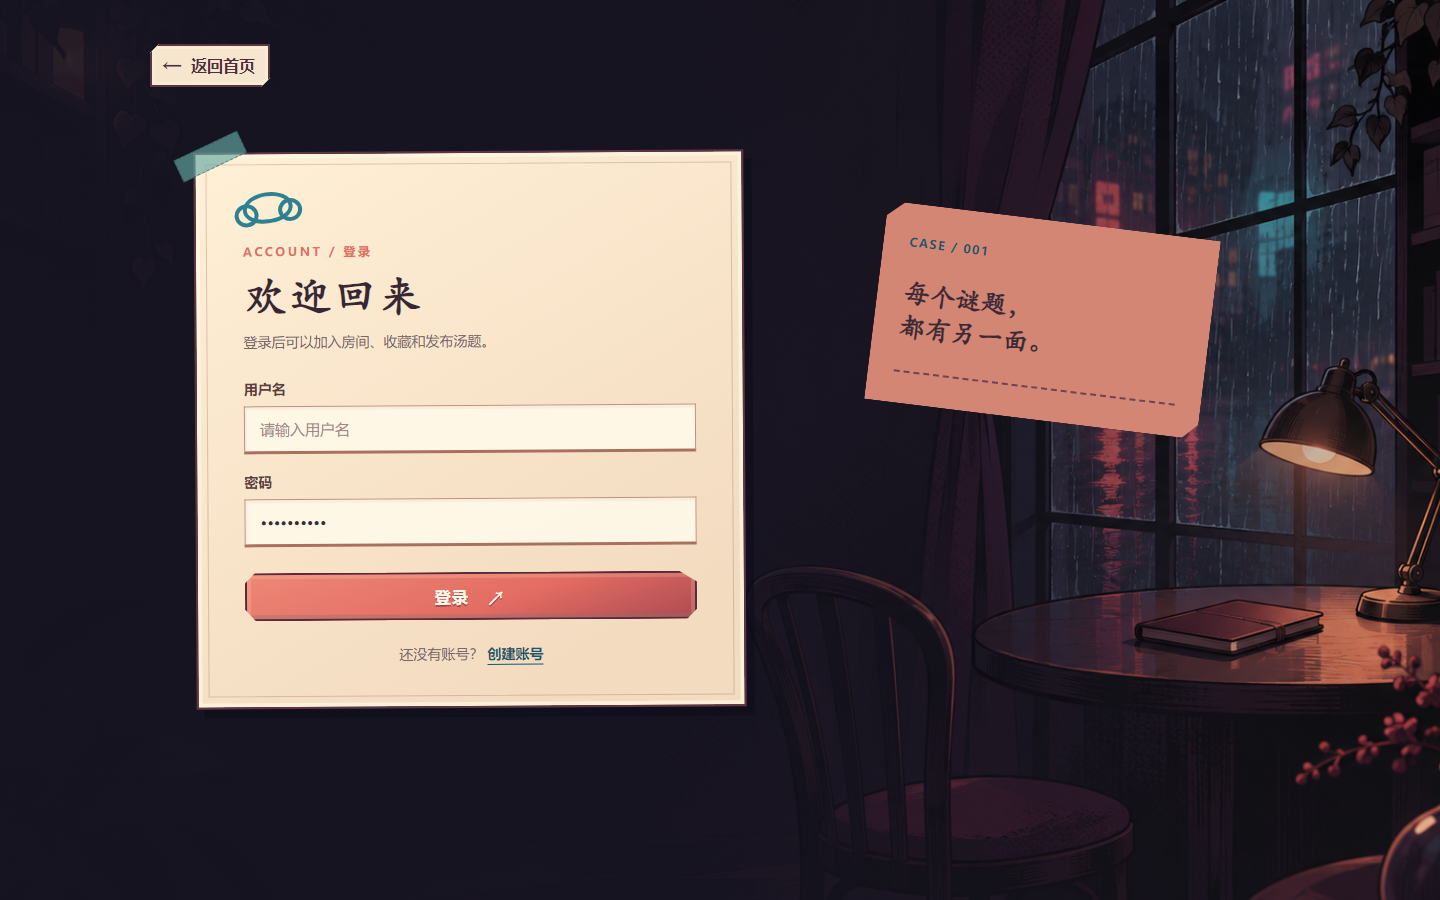 ← 返回首页
ACCOUNT / 登录
欢迎回来
登录后可以加入房间、收藏和发布汤题。
用户名
请输入用户名
密码
••••••••••
登录 ↗
还没有账号? 创建账号
CASE / 001
每个谜题，
都有另一面。